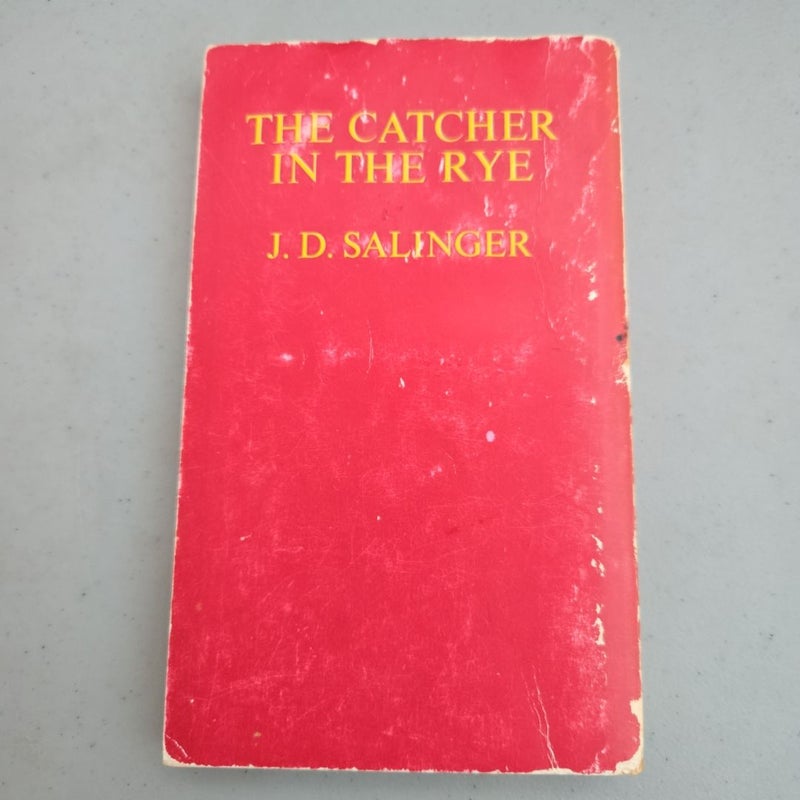 THE CATCHER
IN THE RYE
J. D. SALINGER